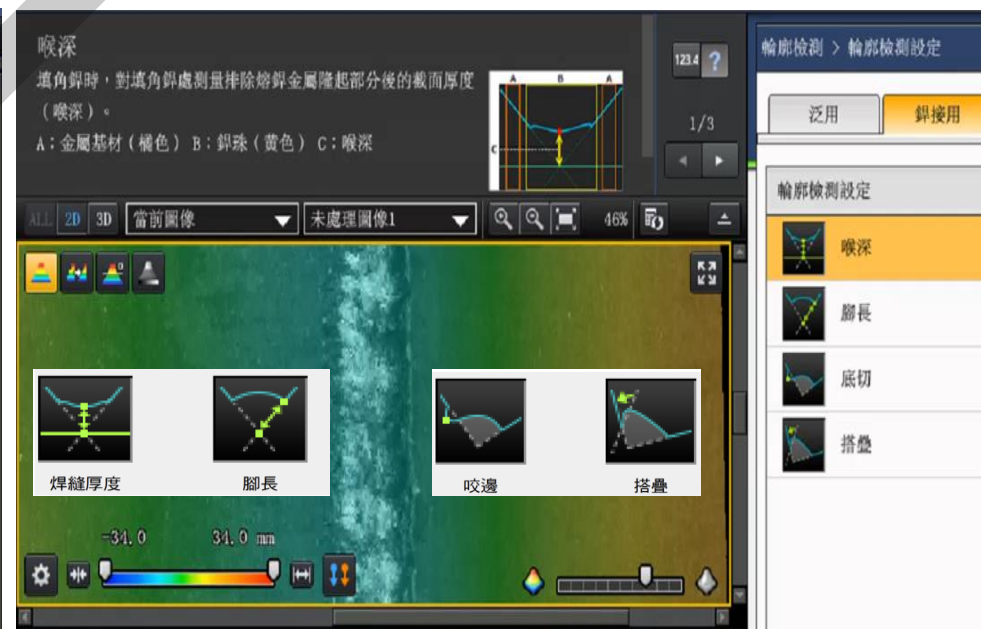 喉深
填角銲時，對填角銲處測量排除熔銲金屬隆起部分後的截面厚度
（喉深）。
A：金屬基材（橘色） B：銲珠（黄色） C：喉深
A B A
C
123.4 ?
1/3
ALL 2D 3D 當前圖像 未處理圖像1 46%
焊縫厚度 腳長 咬邊 搭疊
-34.0 34.0 mm
輪廓檢測 > 輪廓檢測設定
泛用 銲接用
輪廓檢測設定
喉深
腳長
底切
搭疊